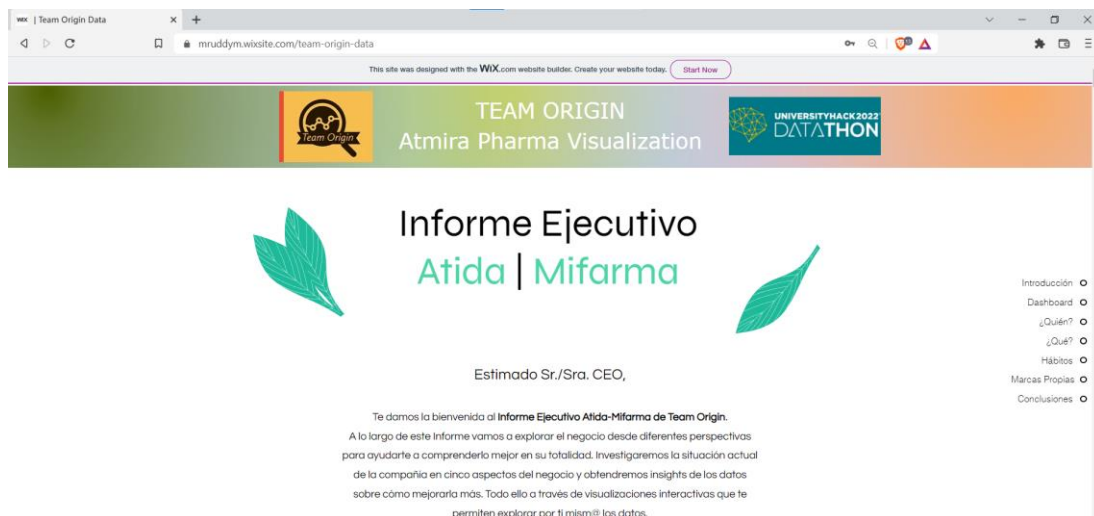 WiX | Team Origin Data
mruddym.wixsite.com/team-origin-data
This site was designed with the WiX.com website builder. Create your website today. Start Now
Team Origin
TEAM ORIGIN
Atmira Pharma Visualization
UNIVERSITYHACK2022
DATATHON
Informe Ejecutivo
Atida | Mifarma
Introducción
Dashboard
¿Quién?
¿Qué?
Hábitos
Marcas Propias
Conclusiones
Estimado Sr./Sra. CEO,
Te damos la bienvenida al Informe Ejecutivo Atida-Mifarma de Team Origin.
A lo largo de este Informe vamos a explorar el negocio desde diferentes perspectivas
para ayudarte a comprenderlo mejor en su totalidad. Investigaremos la situación actual
de la compañía en cinco aspectos del negocio y obtendremos insights de los datos
sobre cómo mejorarla más. Todo ello a través de visualizaciones interactivas que te
permiten explorar por ti mism@ los datos.